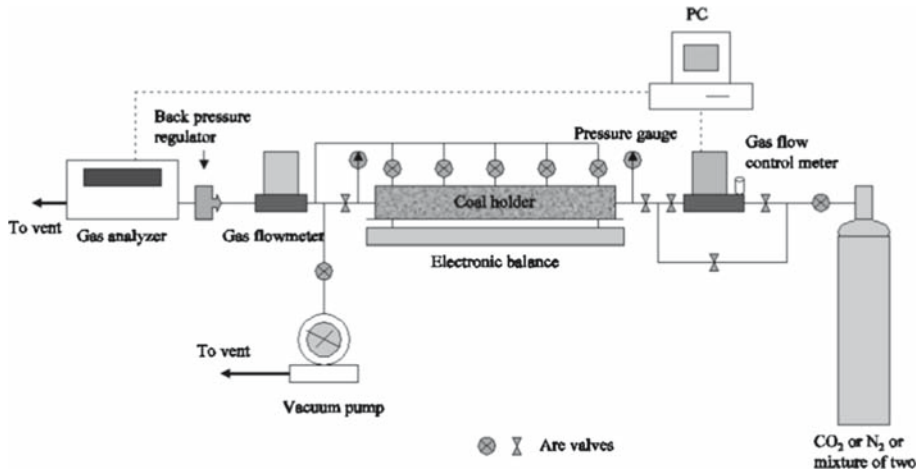 PC
Back pressure
regulator
Pressure gauge
Gas flow
control meter
Coal holder
To vent
Gas analyzer
Gas flowmeter
Electronic balance
To vent
Vacuum pump
Are valves
CO₂ or N₂ or
mixture of two